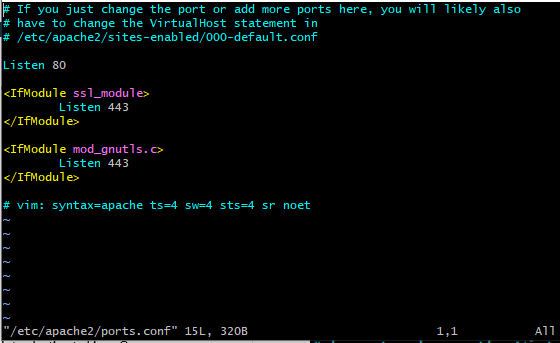 # If you just change the port or add more ports here, you will likely also
# have to change the VirtualHost statement in
# /etc/apache2/sites-enabled/000-default.conf

Listen 80

<IfModule ssl_module>
        Listen 443
</IfModule>

<IfModule mod_gnutls.c>
        Listen 443
</IfModule>

# vim: syntax=apache ts=4 sw=4 sts=4 sr noet
~
~
~
~
~
~
~
~
"/etc/apache2/ports.conf" 15L, 320B 1,1 All